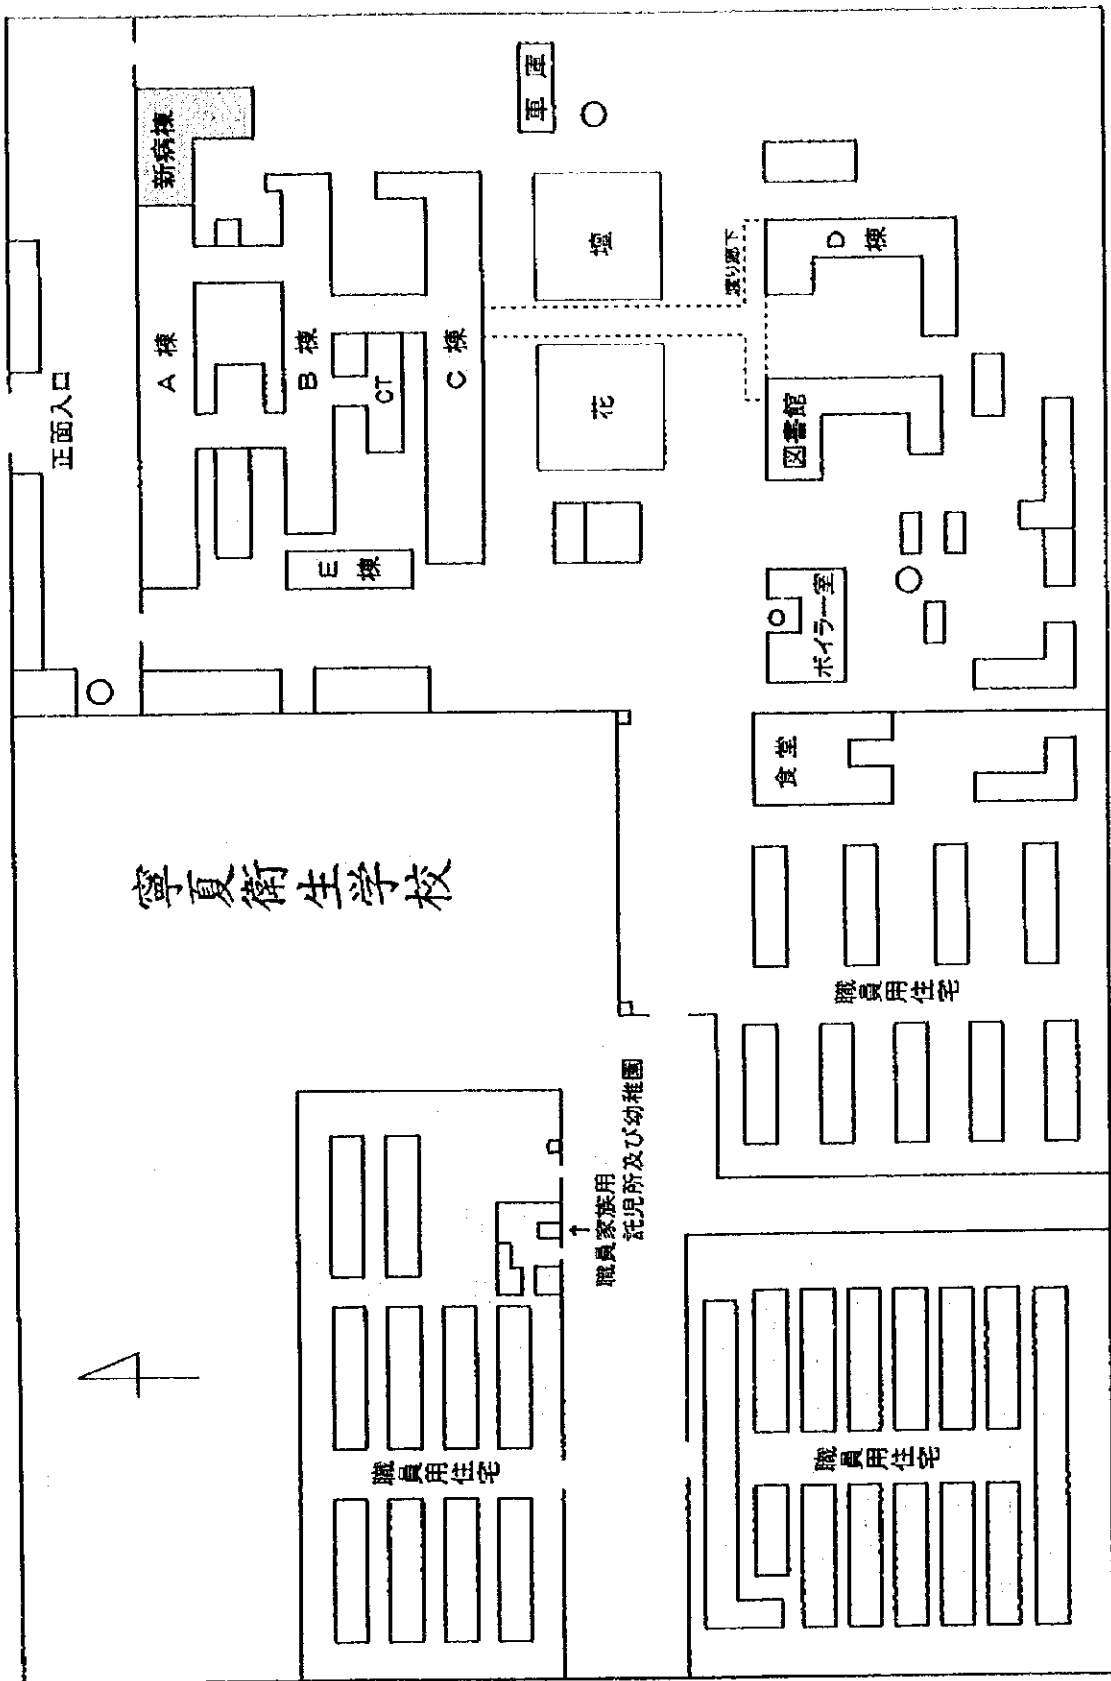 正面入口
新病棟
A 棟
B 棟
CT
C 棟
E 棟
車庫
花
壇
渡り廊下
D 棟
図書館
ボイラー室
食堂
寧夏衛生学校
職員用住宅
職員家族用
託児所及び幼稚園
職員用住宅
職員用住宅